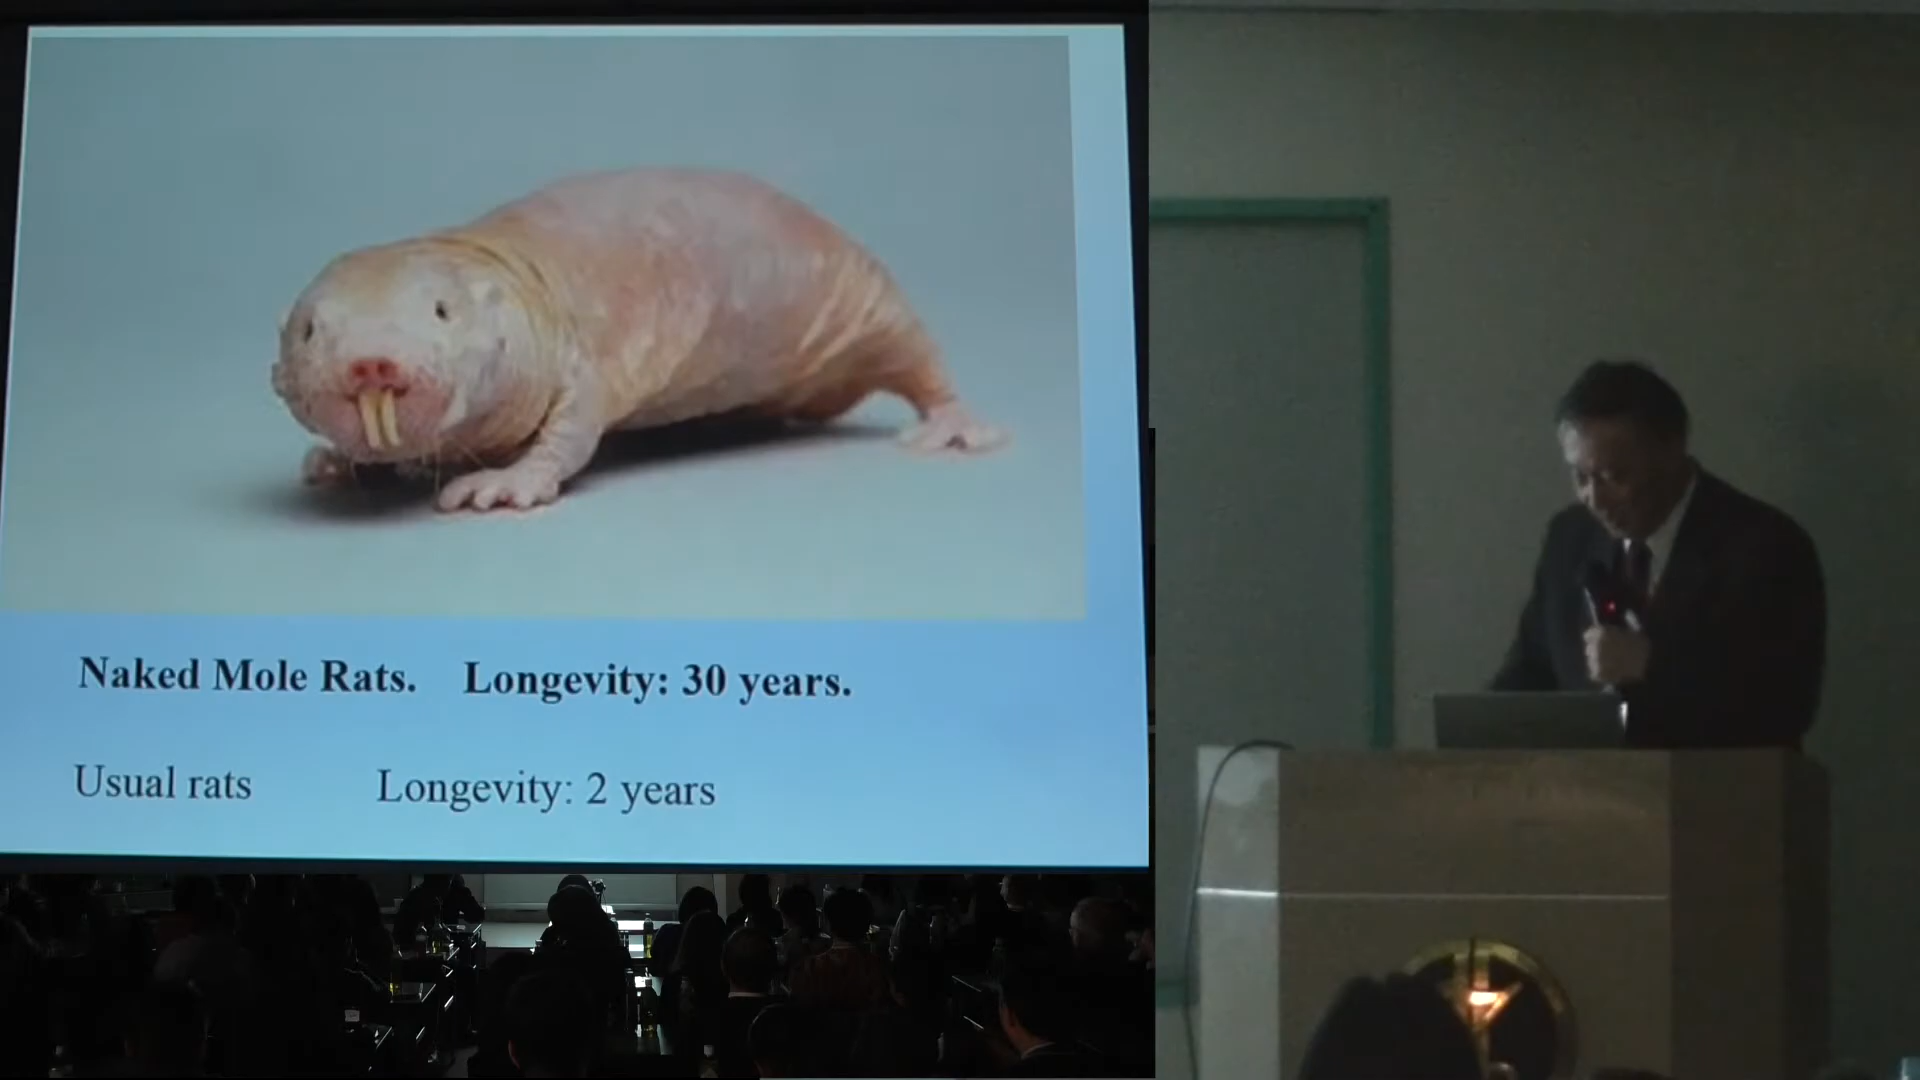 Naked Mole Rats. Longevity: 30 years.
Usual rats Longevity: 2 years